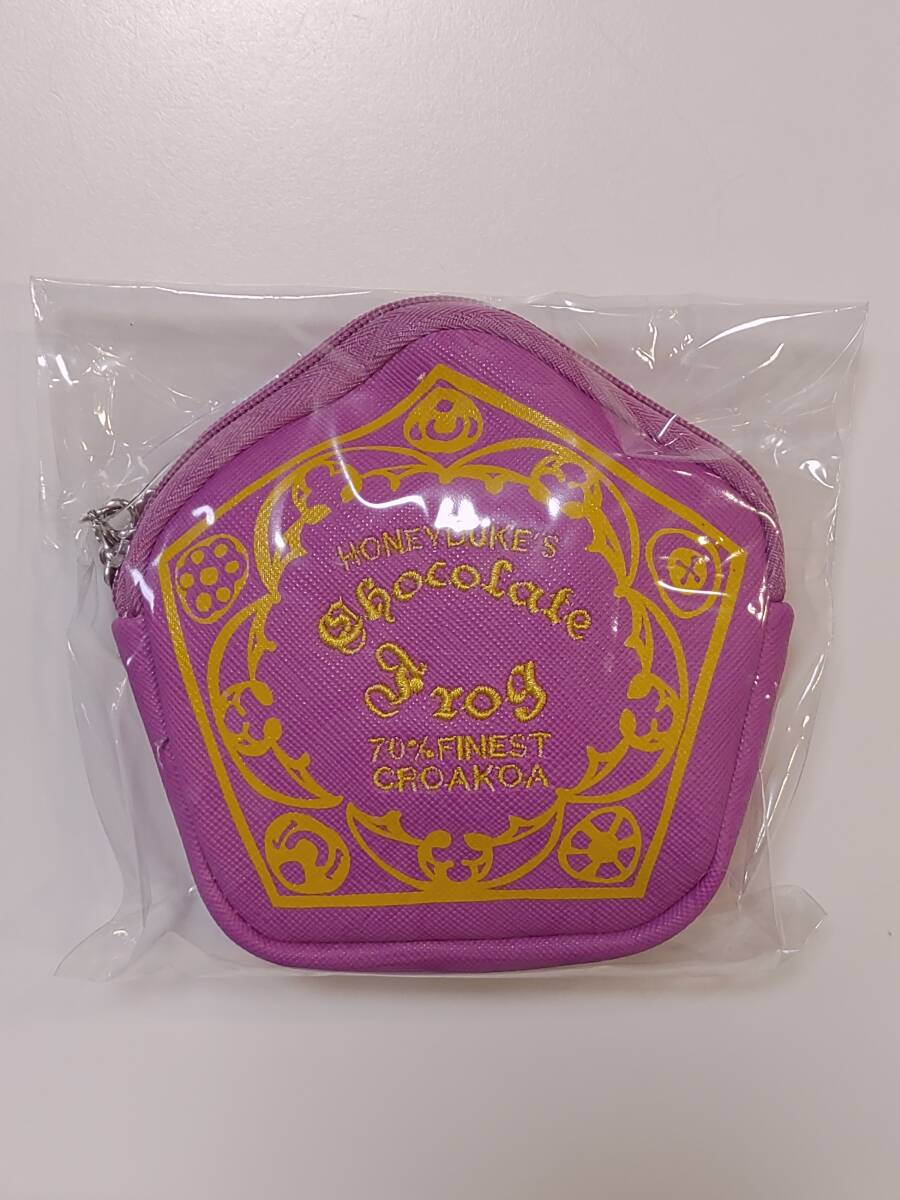 HONEYDUKE'S
Chocolate
Frog
70% FINEST
CROAKOA